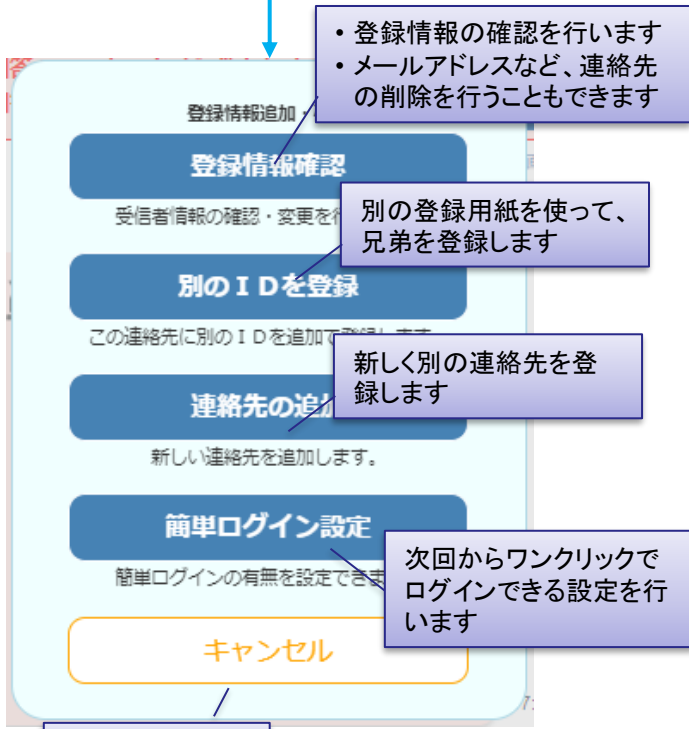 ・登録情報の確認を行います
・メールアドレスなど、連絡先
の削除を行うこともできます
登録情報追加・
登録情報確認
受信者情報の確認・変更を行
別の登録用紙を使って、
兄弟を登録します
別のＩＤを登録
この連絡先に別のＩＤを追加で登録します。
新しく別の連絡先を登
録します
連絡先の追加
新しい連絡先を追加します。
簡単ログイン設定
次回からワンクリックで
ログインできる設定を行
います
簡単ログインの有無を設定できま
キャンセル